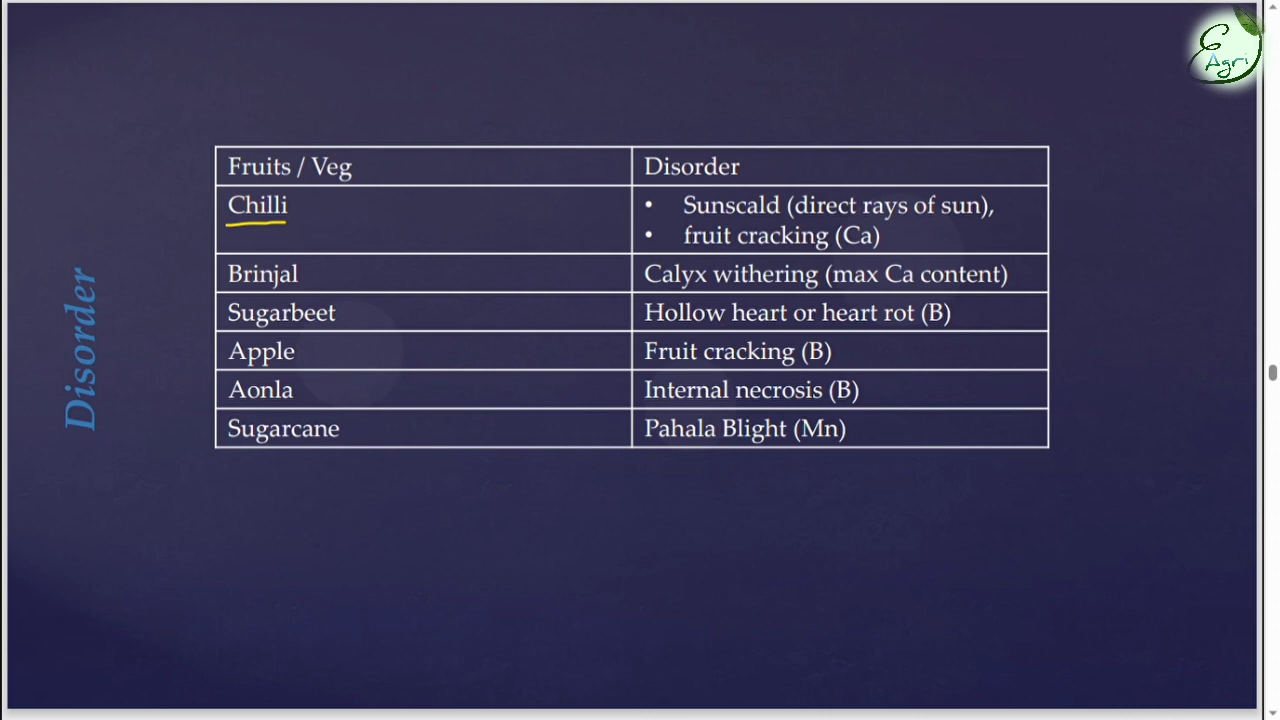 E
Agri
Fruits / Veg
Disorder
Chilli
• Sunscald (direct rays of sun),
• fruit cracking (Ca)
Brinjal
Calyx withering (max Ca content)
Sugarbeet
Hollow heart or heart rot (B)
Apple
Fruit cracking (B)
Aonla
Internal necrosis (B)
Sugarcane
Pahala Blight (Mn)
Disorder